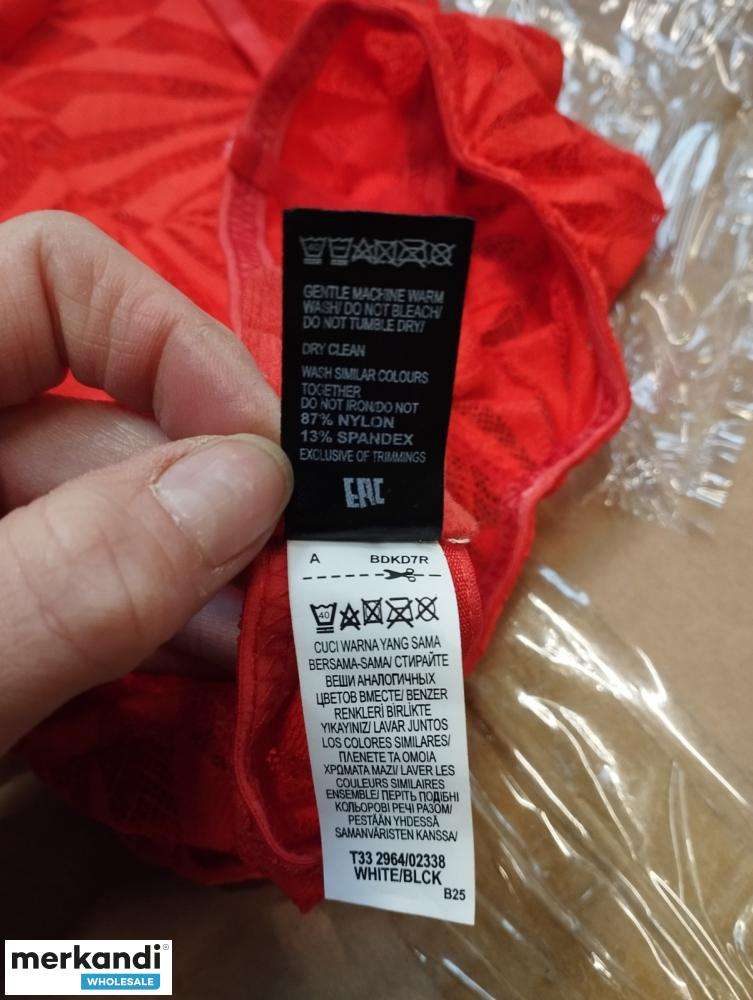 GENTLE MACHINE WARM
WASH/ DO NOT BLEACH/
DO NOT TUMBLE DRY/
DRY CLEAN
WASH SIMILAR COLOURS
TOGETHER
DO NOT IRON/DO NOT
87% NYLON
13% SPANDEX
EXCLUSIVE OF TRIMMINGS
EAC
A BDKD7R
40
CUCI WARNA YANG SAMA
BERSAMA-SAMA/ СТИРАЙТЕ
ВЕЩИ АНАЛОГИЧНЫХ
ЦВЕТОВ ВМЕСТЕ/ BENZER
RENKLERİ BİRLİKTE
YIKAYINIZ/ LAVAR JUNTOS
LOS COLORES SIMILARES/
ΠΛΕΝΕΤΕ ΤΑ ΟΜΟΙΑ
ΧΡΩΜΑΤΑ ΜΑΖΙ/ LAVER LES
COULEURS SIMILAIRES
ENSEMBLE/ ПЕРІТЬ ПОДІБНІ
КОЛЬОРОВІ РЕЧІ РАЗОМ/
PESTÄÄN YHDESSÄ
SAMANVÄRISTEN KANSSA/
T33 2964/02338
WHITE/BLCK
B25
merkandi
WHOLESALE